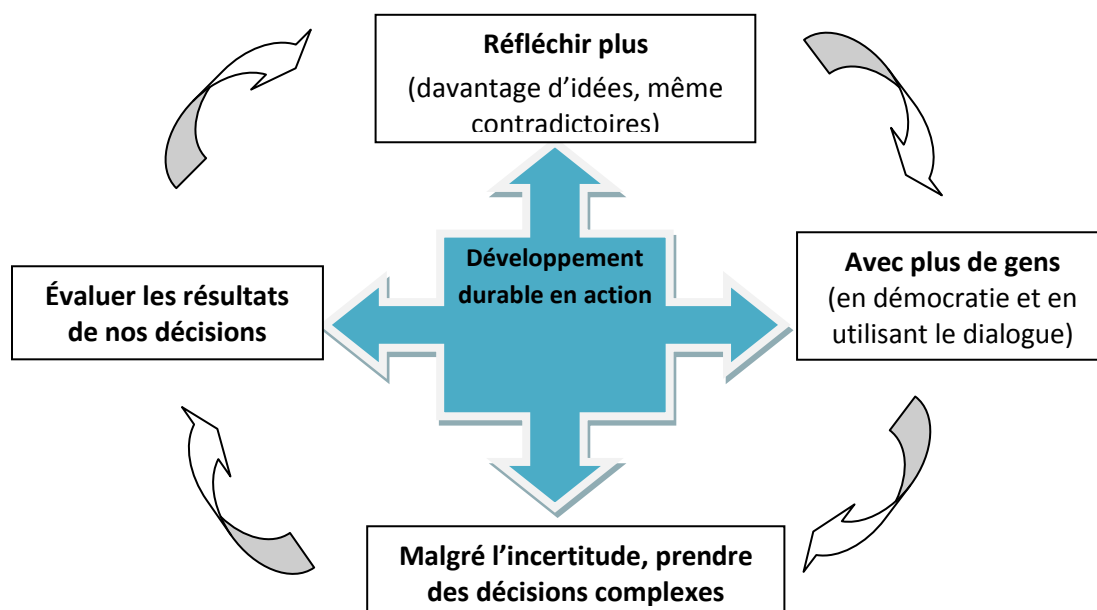 Réfléchir plus
(davantage d’idées, même
contradictoires)
Développement
durable en action
Avec plus de gens
(en démocratie et en
utilisant le dialogue)
Évaluer les résultats
de nos décisions
Malgré l’incertitude, prendre
des décisions complexes